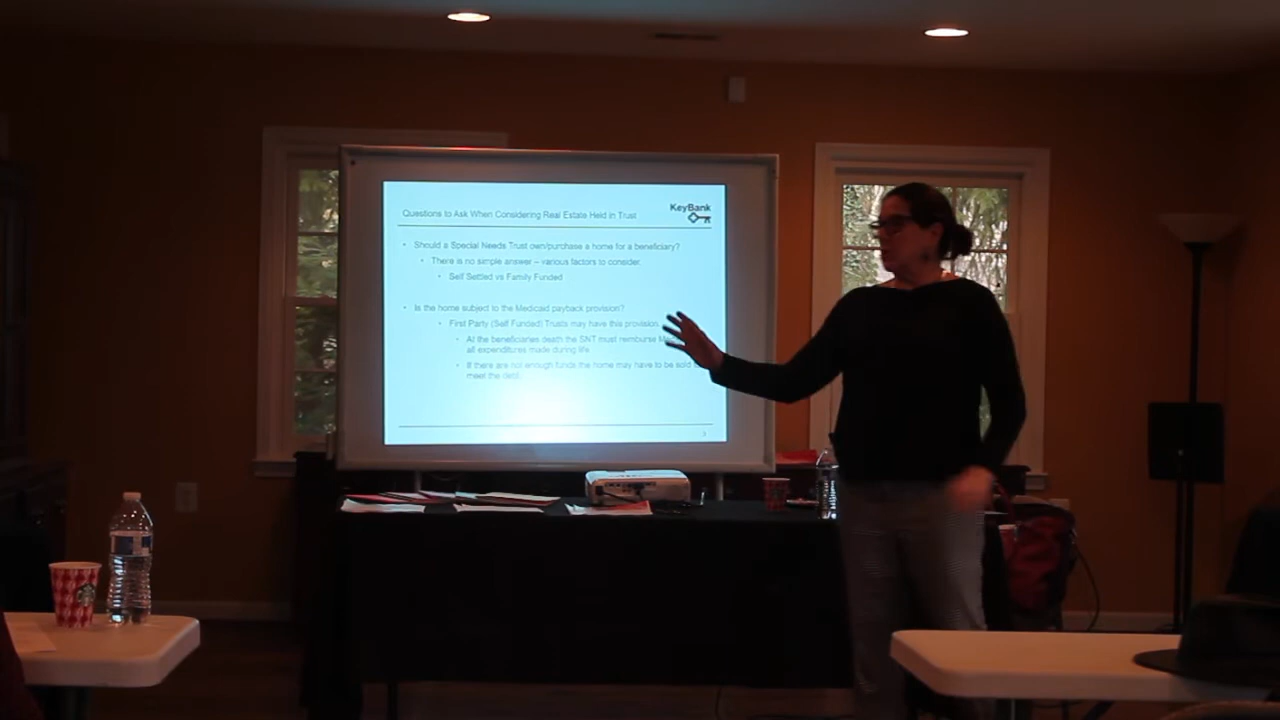 KeyBank
Questions to Ask When Considering Real Estate Held in Trust
• Should a Special Needs Trust own/purchase a home for a beneficiary?
• There is no simple answer – various factors to consider.
• Self Settled vs Family Funded
• Is the home subject to the Medicaid payback provision?
• First Party (Self Funded) Trusts may have this provision
• At the beneficiaries death the SNT must reimburse
all expenditures made during life
• If there are not enough funds the home may have to be sold
meet the debt.
3